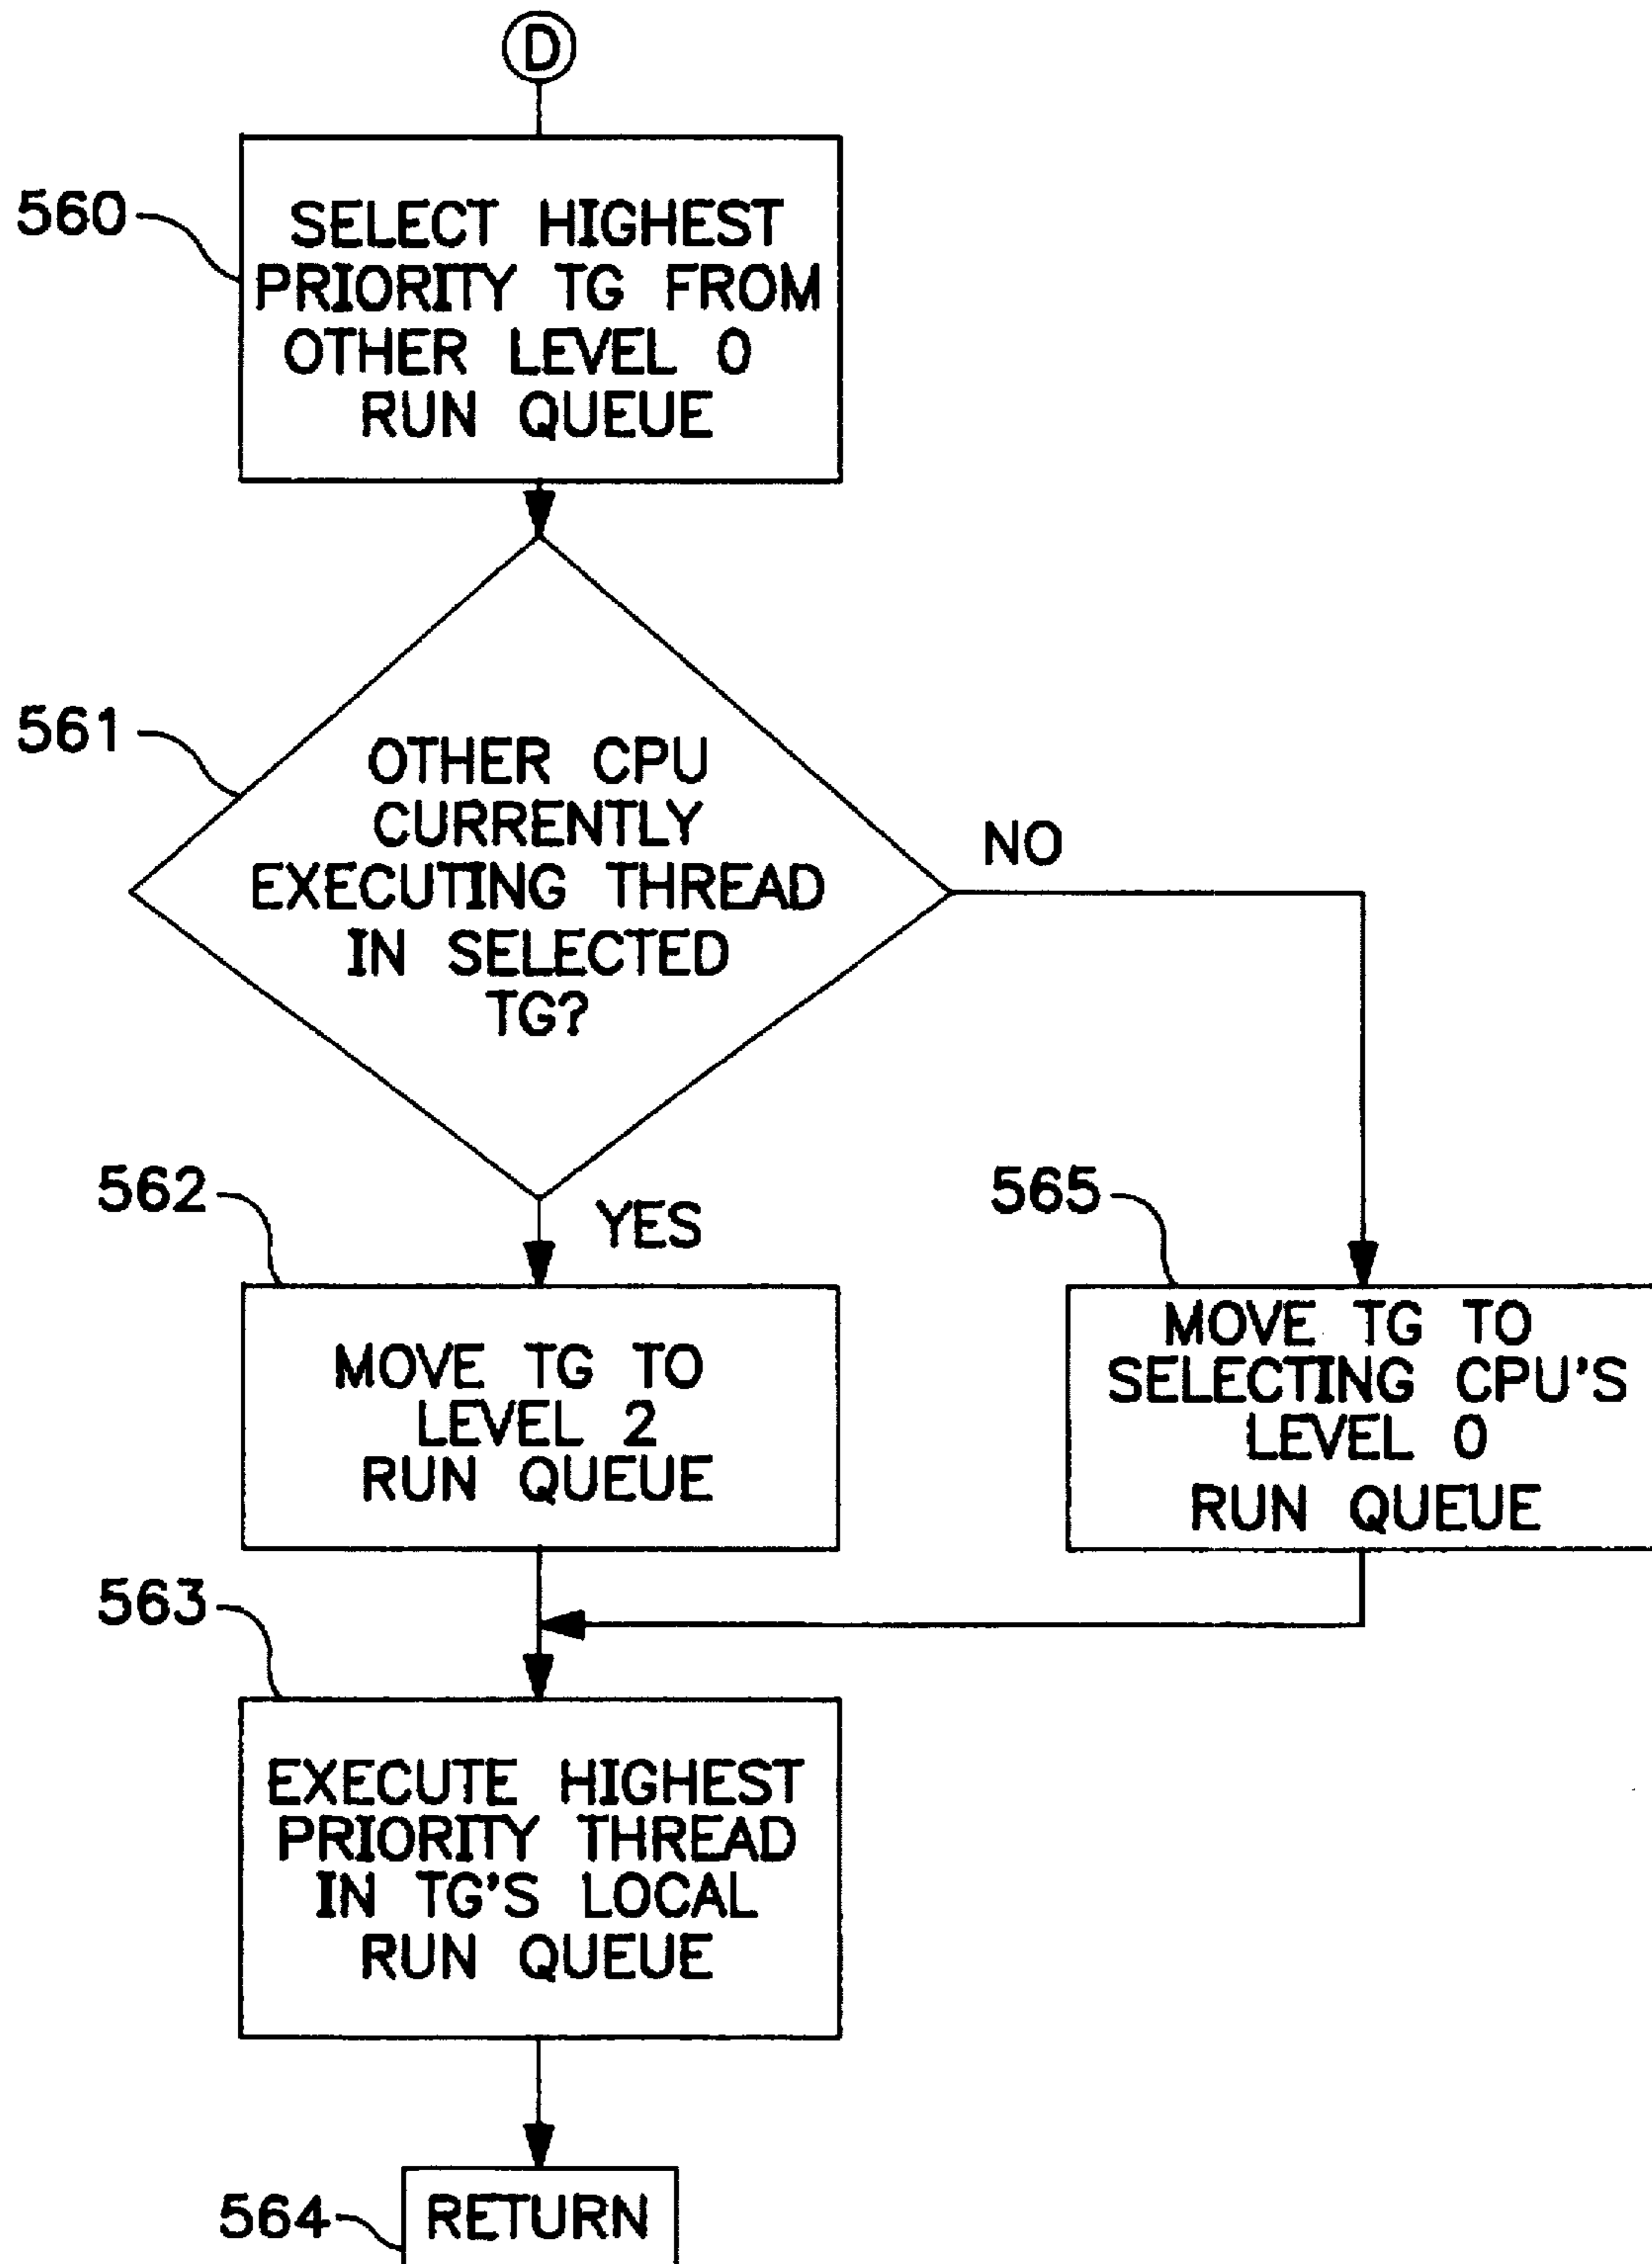 D
560
SELECT HIGHEST
PRIORITY TG FROM
OTHER LEVEL 0
RUN QUEUE
561
OTHER CPU
CURRENTLY
EXECUTING THREAD
IN SELECTED
TG?
NO
YES
562
MOVE TG TO
LEVEL 2
RUN QUEUE
565
MOVE TG TO
SELECTING CPU'S
LEVEL 0
RUN QUEUE
563
EXECUTE HIGHEST
PRIORITY THREAD
IN TG'S LOCAL
RUN QUEUE
564
RETURN